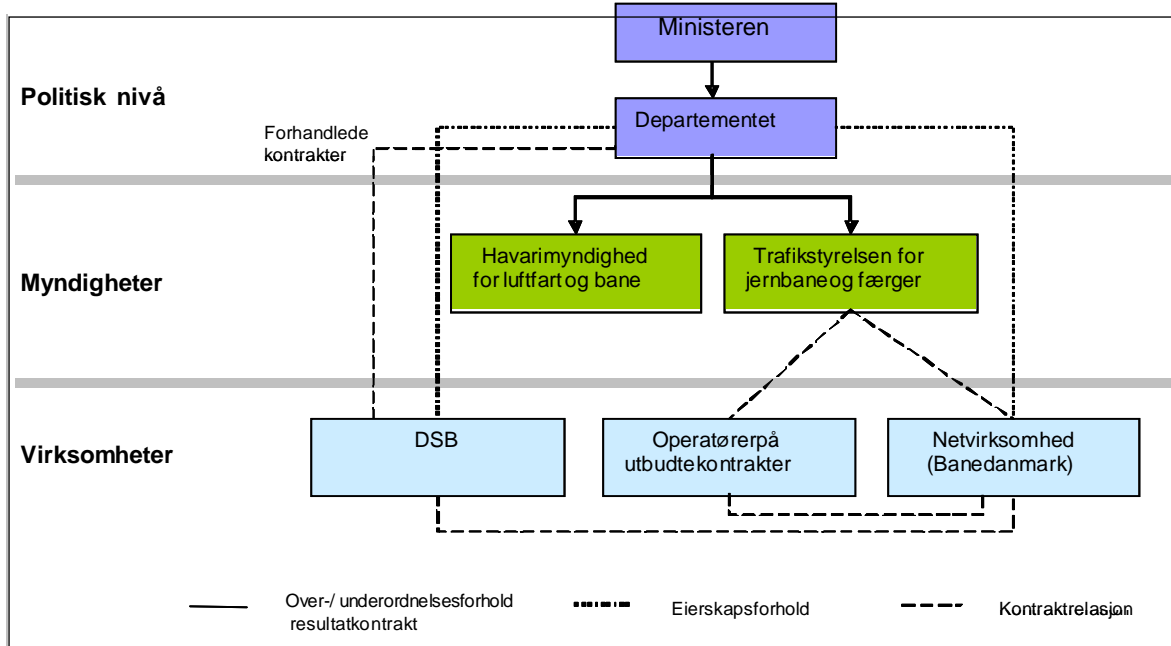 Ministeren
Politisk nivå
Departementet
Forhandlede
kontrakter
Havarimyndighed
for luftfart og bane
Trafikstyrelsen for
jernbane og færger
Myndigheter
DSB
Operatører på
utbudte kontrakter
Netvirksomhed
(Banedanmark)
Virksomheter
Over-/ underordnelsesforhold
resultatkontrakt
Eierskapsforhold
Kontraktrelasjon